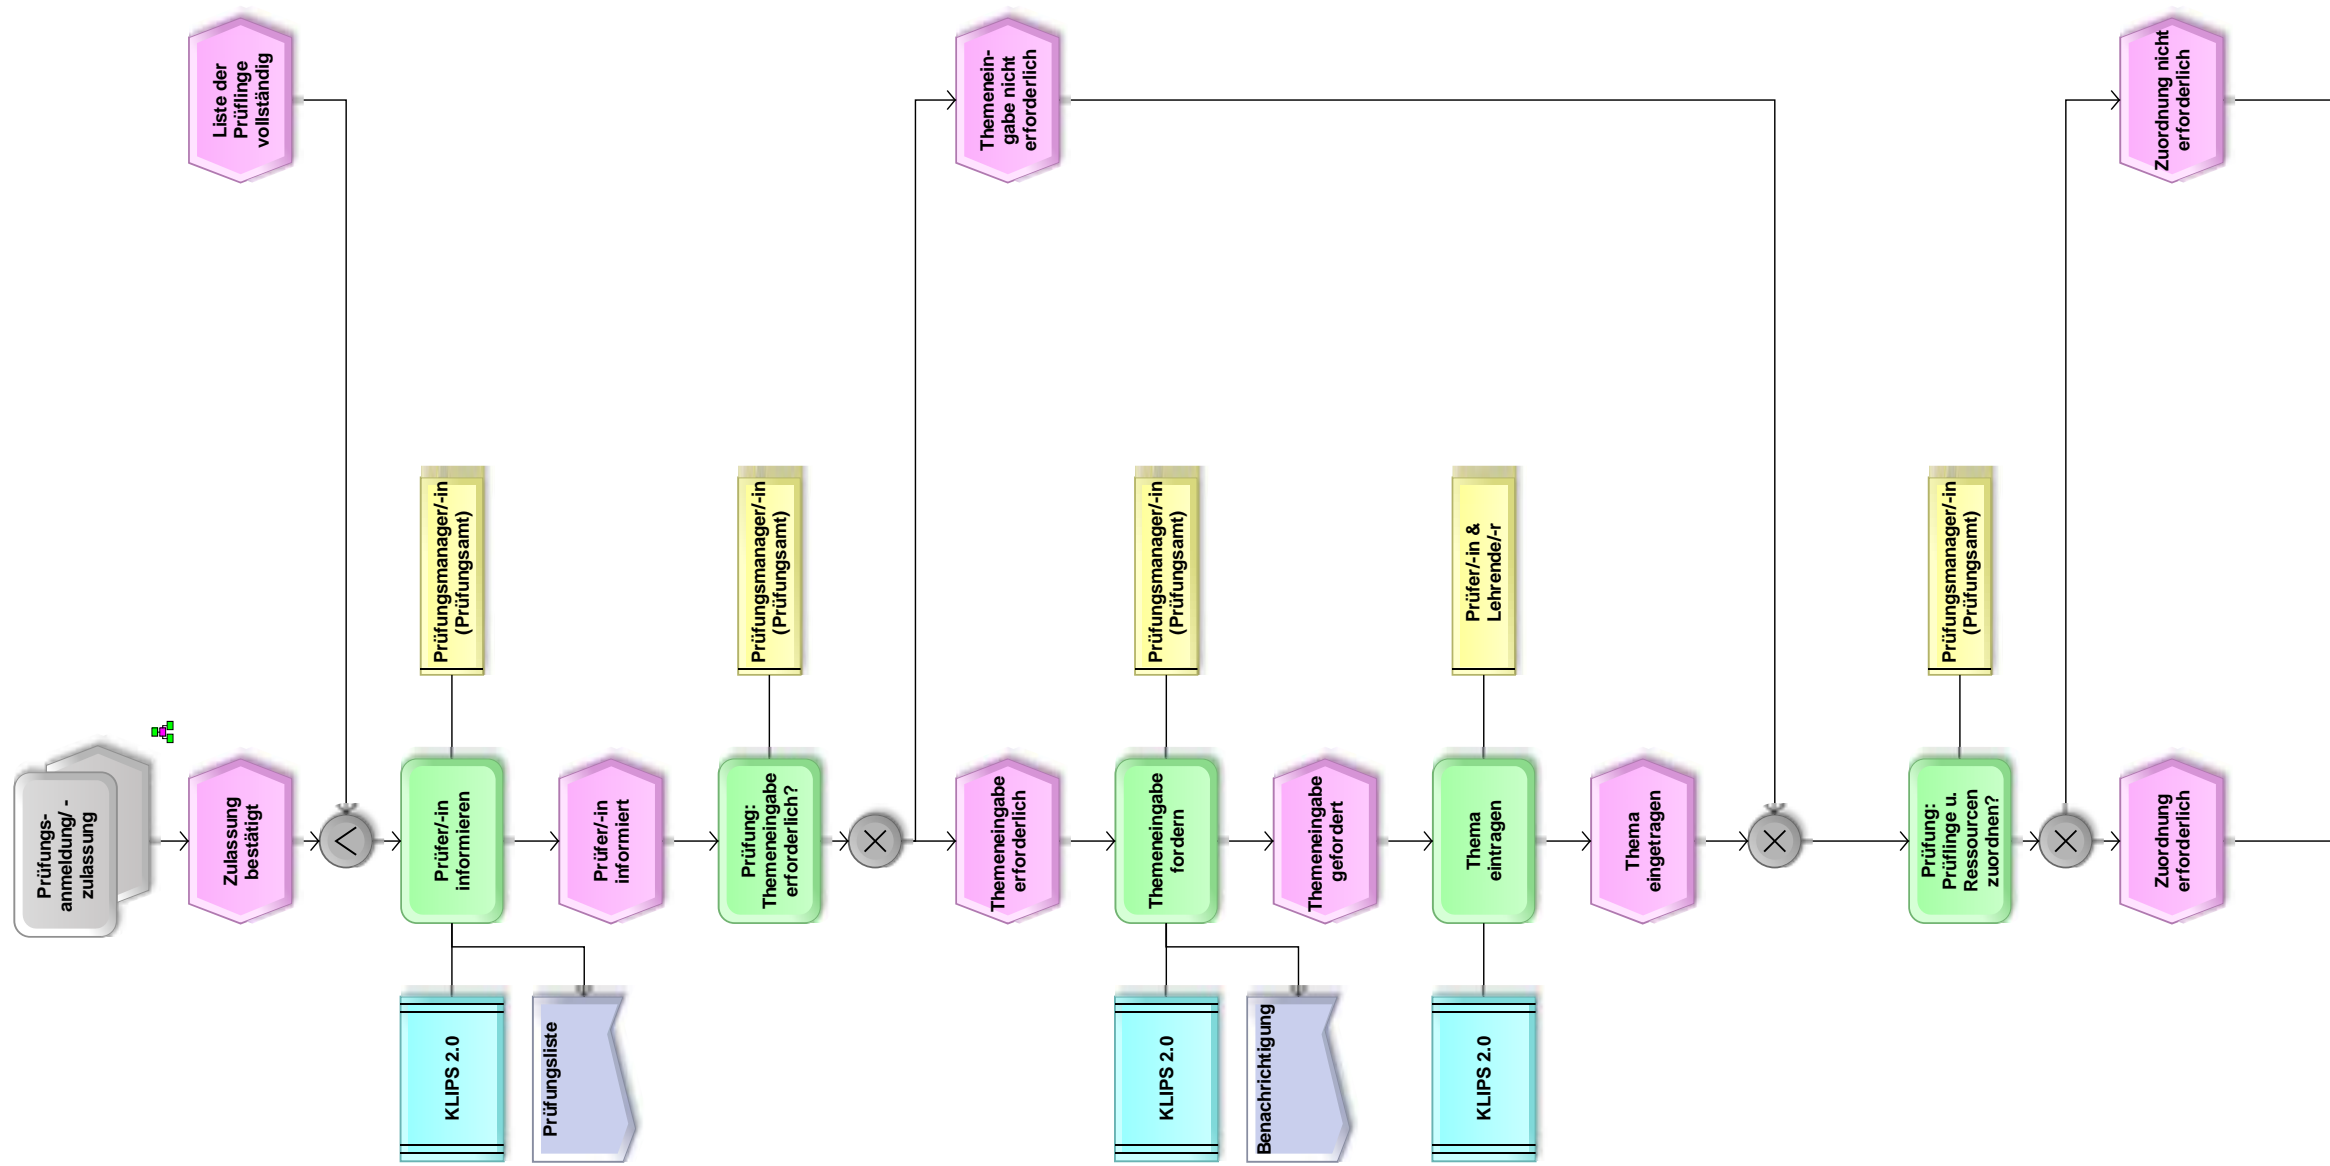 Prüfungs-
anmeldung/ -
zulassung
Liste der
Prüflinge
vollständig
Zulassung
bestätigt
Prüfungsmanager/-in
(Prüfungsamt)
Prüfer/-in
informieren
KLIPS 2.0
Prüfungsliste
Prüfer/-in
informiert
Prüfungsmanager/-in
(Prüfungsamt)
Prüfung:
Themeneingabe
erforderlich?
Themenein-
gabe nicht
erforderlich
Themeneingabe
erforderlich
Prüfungsmanager/-in
(Prüfungsamt)
Themeneingabe
fordern
KLIPS 2.0
Benachrichtigung
Themeneingabe
gefordert
Prüfer/-in &
Lehrende/-r
Thema
eintragen
KLIPS 2.0
Thema
eingetragen
Prüfungsmanager/-in
(Prüfungsamt)
Prüfung:
Prüflinge u.
Ressourcen
zuordnen?
Zuordnung nicht
erforderlich
Zuordnung
erforderlich